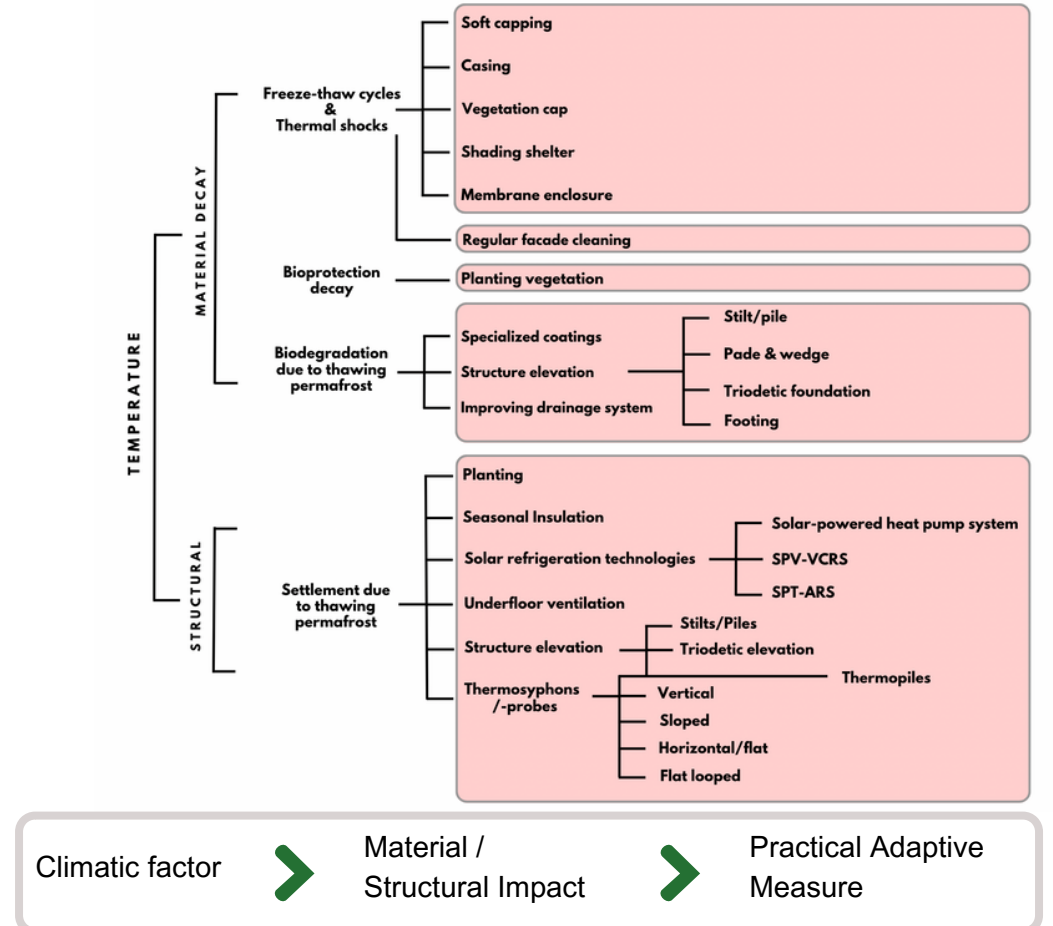 TEMPERATURE
MATERIAL DECAY
Freeze-thaw cycles
&
Thermal shocks
Soft capping
Casing
Vegetation cap
Shading shelter
Membrane enclosure
Regular facade cleaning
Bioprotection
decay
Planting vegetation
Biodegradation
due to thawing
permafrost
Specialized coatings
Structure elevation
Improving drainage system
Stilt/pile
Pade & wedge
Triodetic foundation
Footing
STRUCTURAL
Settlement due
to thawing
permafrost
Planting
Seasonal Insulation
Solar refrigeration technologies
Solar-powered heat pump system
SPV-VCRS
SPT-ARS
Underfloor ventilation
Structure elevation
Stilts/Piles
Triodetic elevation
Thermopiles
Thermosyphons
/-probes
Vertical
Sloped
Horizontal/flat
Flat looped
Climatic factor
Material /
Structural Impact
Practical Adaptive
Measure